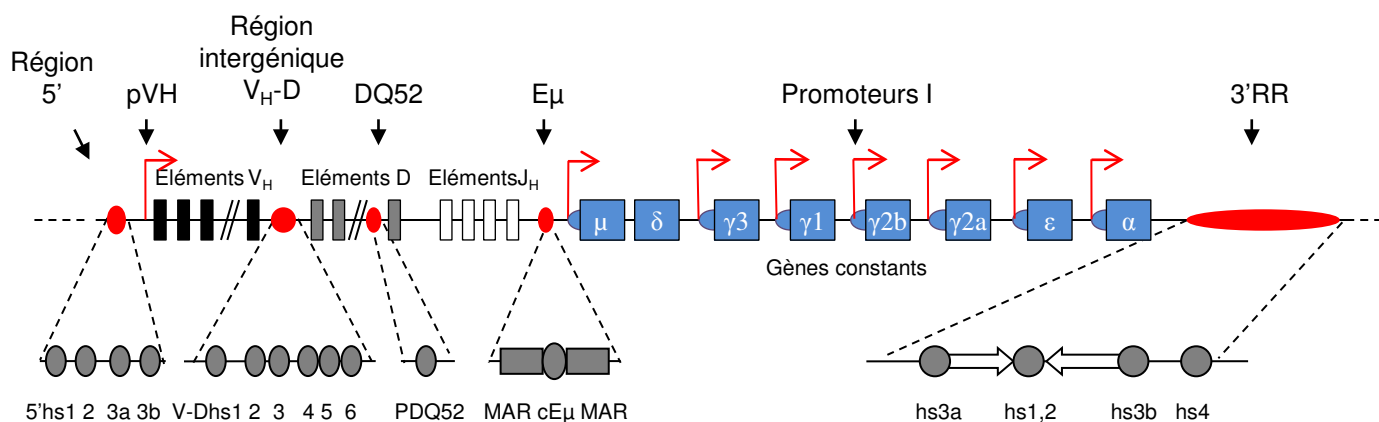 Région
5'
pVH
Région
intergénique
VH-D
DQ52
Eµ
Promoteurs I
3'RR
Eléments VH
Eléments D
ElémentsJH
µ
δ
γ3
γ1
γ2b
γ2a
ε
α
Gènes constants
5'hs1 2 3a 3b
V-Dhs1 2 3 4 5 6
PDQ52
MAR cEµ MAR
hs3a
hs1,2
hs3b
hs4